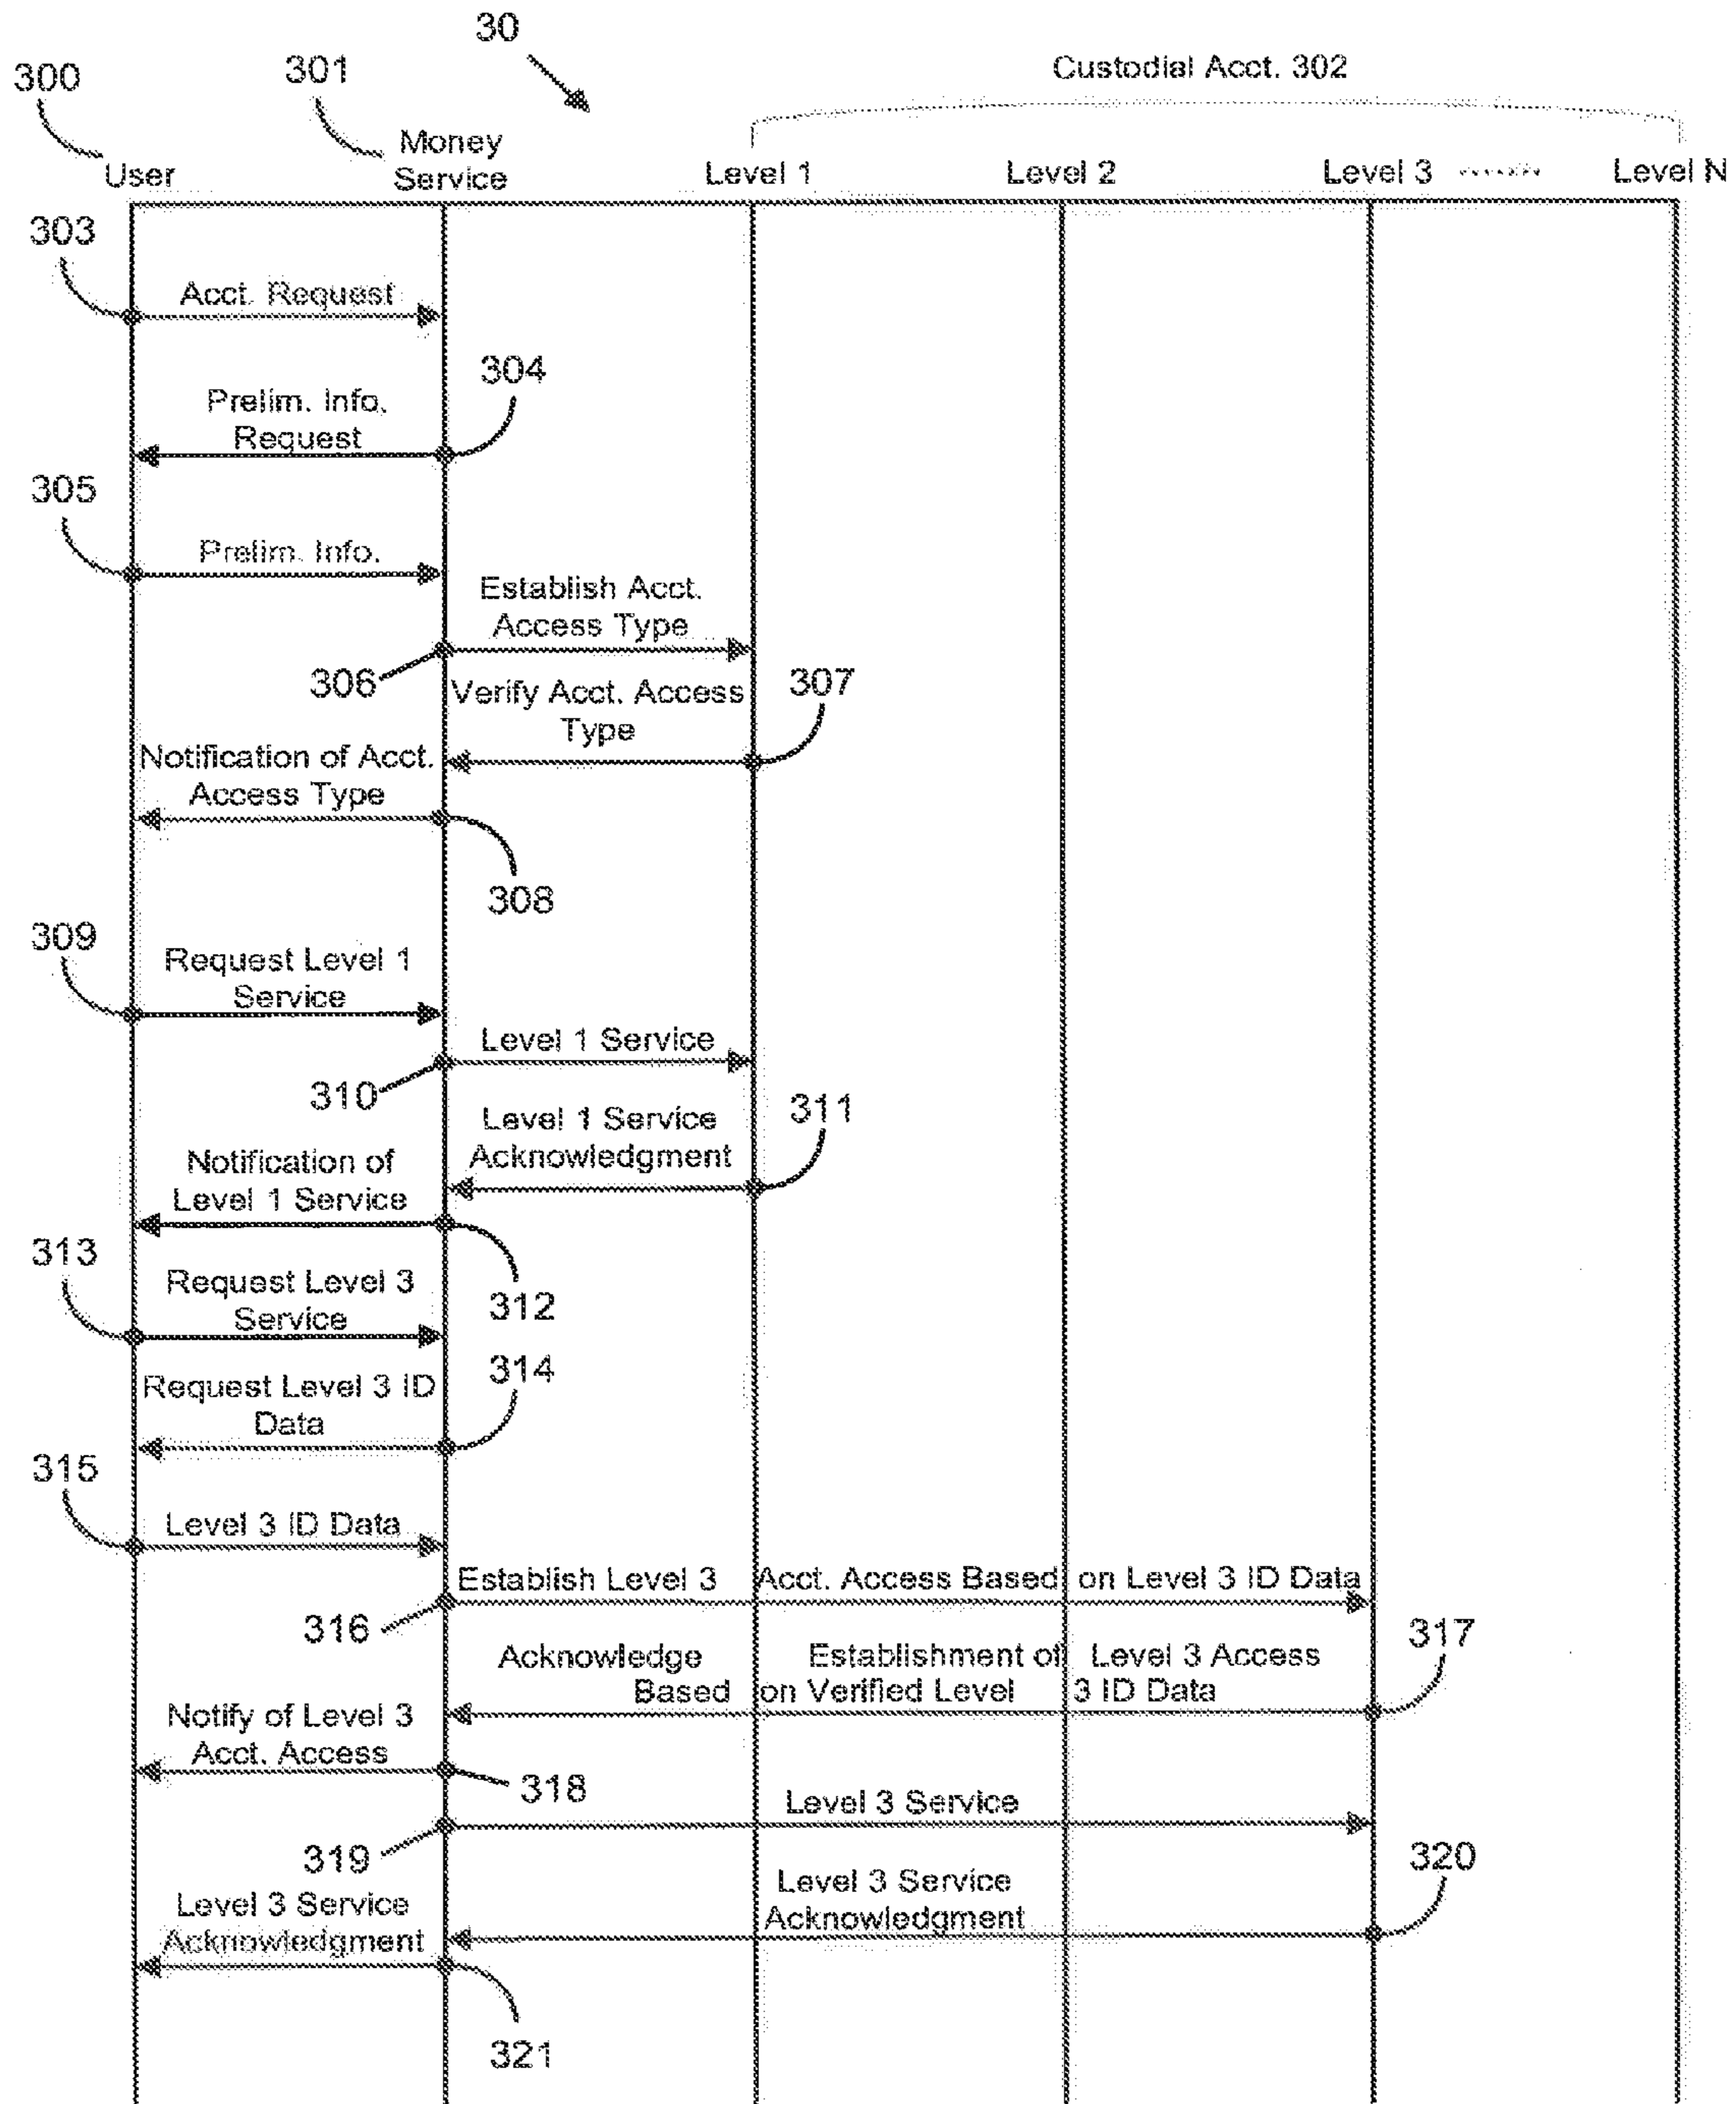 30
300
301
Custodial Acct. 302
User
Money
Service
Level 1
Level 2
Level 3
Level N
303
Acct. Request
304
Prelim. Info.
Request
305
Prelim. Info.
Establish Acct.
Access Type
306
307
Verify Acct. Access
Type
Notification of Acct.
Access Type
308
309
Request Level 1
Service
Level 1 Service
310
311
Level 1 Service
Acknowledgment
Notification of
Level 1 Service
312
313
Request Level 3
Service
314
Request Level 3 ID
Data
315
Level 3 ID Data
Establish Level 3 Acct. Access Based on Level 3 ID Data
316
317
Acknowledge Establishment of Level 3 Access
Based on Verified Level 3 ID Data
Notify of Level 3
Acct. Access
318
Level 3 Service
319
320
Level 3 Service
Acknowledgment
Level 3 Service
Acknowledgment
321